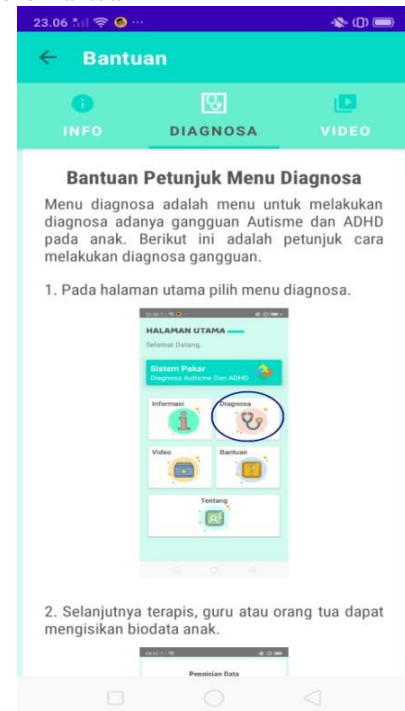 23.06
Bantuan
INFO DIAGNOSA VIDEO
Bantuan Petunjuk Menu Diagnosa
Menu diagnosa adalah menu untuk melakukan
diagnosa adanya gangguan Autisme dan ADHD
pada anak. Berikut ini adalah petunjuk cara
melakukan diagnosa gangguan.
1. Pada halaman utama pilih menu diagnosa.
HALAMAN UTAMA
Selamat Datang.
Sistem Pakar
Diagnosa Autisme Dan ADHD
Informasi Diagnosa
Video Bantuan
Tentang
2. Selanjutnya terapis, guru atau orang tua dapat
mengisikan biodata anak.
Pengisian Data